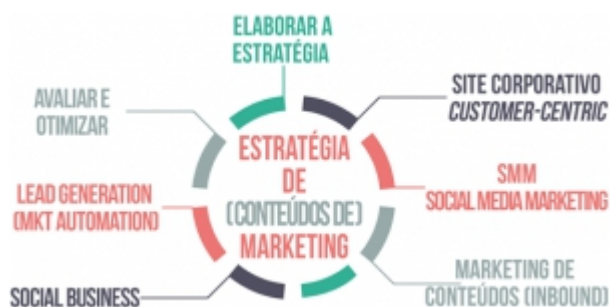 ELABORAR A
ESTRATÉGIA
SITE CORPORATIVO
CUSTOMER-CENTRIC
SMM
SOCIAL MEDIA MARKETING
MARKETING DE
CONTEÚDOS (INBOUND)
SOCIAL BUSINESS
LEAD GENERATION
(MKT AUTOMATION)
AVALIAR E
OTIMIZAR
ESTRATÉGIA
DE
(CONTEÚDOS DE)
MARKETING